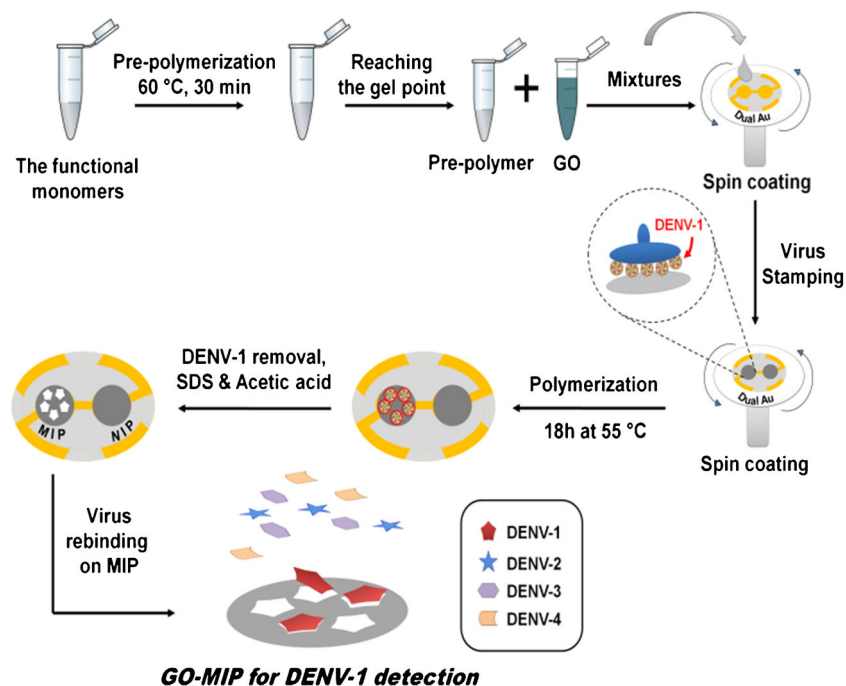 Pre-polymerization
60 °C, 30 min
Reaching
the gel point
Mixtures
The functional
monomers
Pre-polymer
GO
Dual Au
Spin coating
DENV-1
Virus
Stamping
DENV-1 removal,
SDS & Acetic acid
Polymerization
18h at 55 °C
MIP
NIP
Dual Au
Spin coating
Virus
rebinding
on MIP
DENV-1
DENV-2
DENV-3
DENV-4
GO-MIP for DENV-1 detection